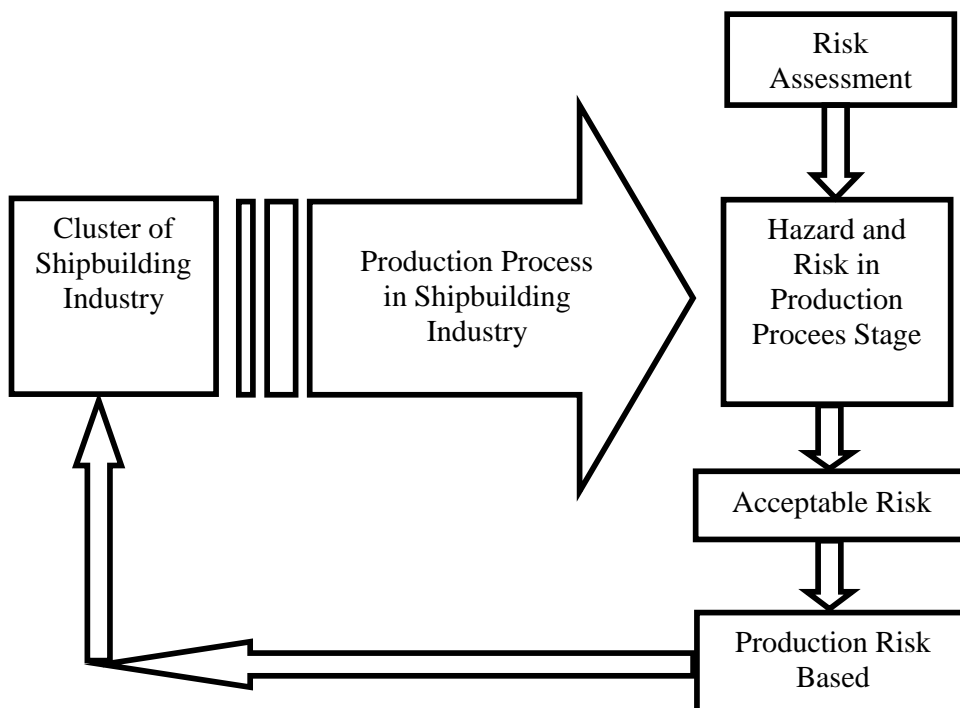 Risk
Assessment
Cluster of
Shipbuilding
Industry
Production Process
in Shipbuilding
Industry
Hazard and
Risk in
Production
Procees Stage
Acceptable Risk
Production Risk
Based